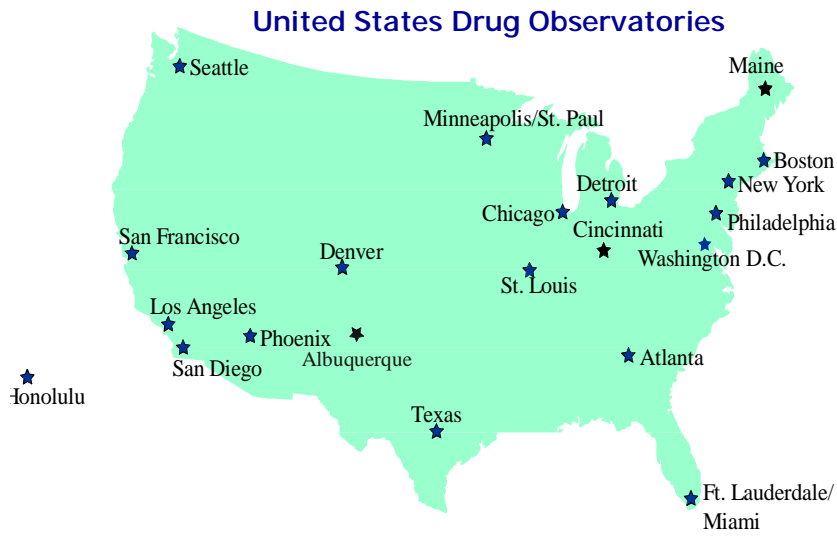 United States Drug Observatories
Maine
Seattle
Minneapolis/St. Paul
Boston
New York
Detroit
Chicago
Philadelphia
Cincinnati
San Francisco
Denver
Washington D.C.
St. Louis
Los Angeles
Phoenix
Albuquerque
San Diego
Atlanta
Honolulu
Texas
Ft. Lauderdale/
Miami